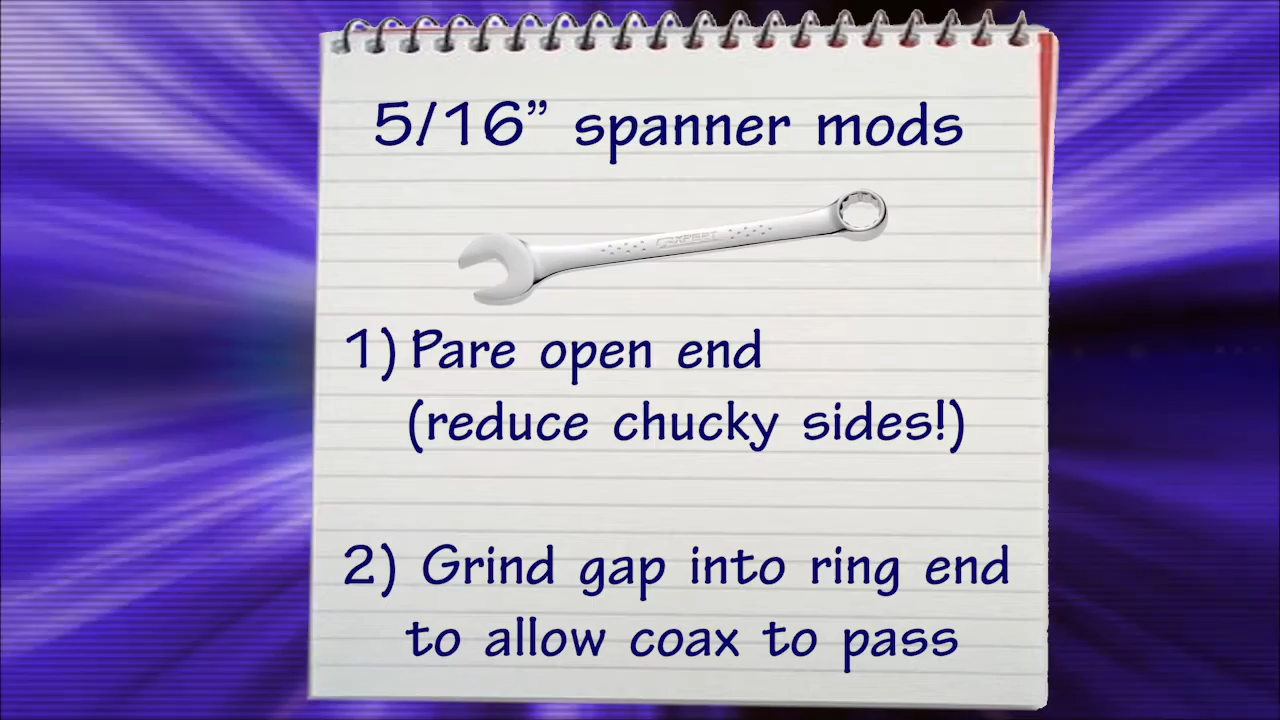 5/16” spanner mods
1) Pare open end
(reduce chucky sides!)
2) Grind gap into ring end
to allow coax to pass